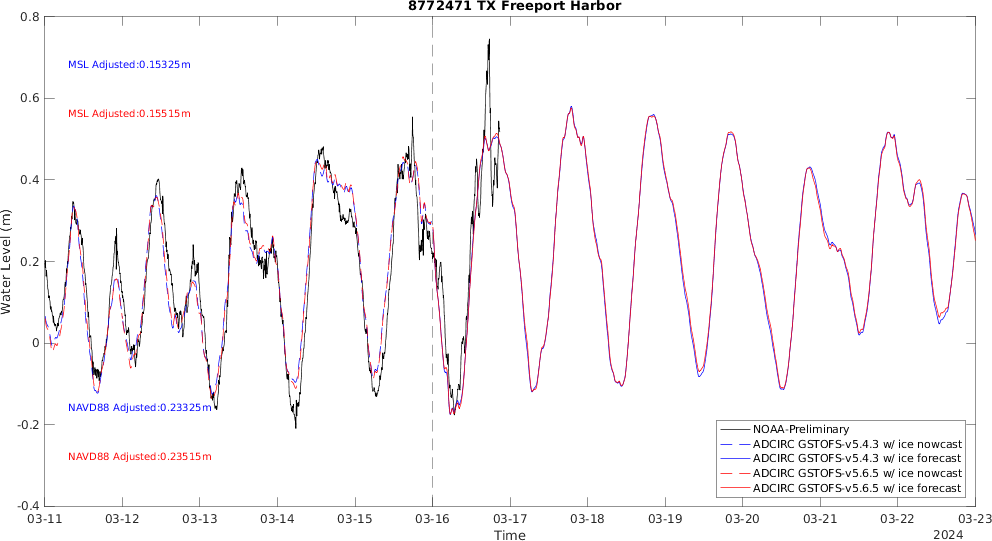 8772471 TX Freeport Harbor
Water Level (m)
0.8
0.6
0.4
0.2
0
-0.2
-0.4
MSL Adjusted:0.15325m
MSL Adjusted:0.15515m
NAVD88 Adjusted:0.23325m
NAVD88 Adjusted:0.23515m
NOAA-Preliminary
ADCIRC GSTOFS-v5.4.3 w/ ice nowcast
ADCIRC GSTOFS-v5.4.3 w/ ice forecast
ADCIRC GSTOFS-v5.6.5 w/ ice nowcast
ADCIRC GSTOFS-v5.6.5 w/ ice forecast
03-11 03-12 03-13 03-14 03-15 03-16 03-17 03-18 03-19 03-20 03-21 03-22 03-23
Time
2024